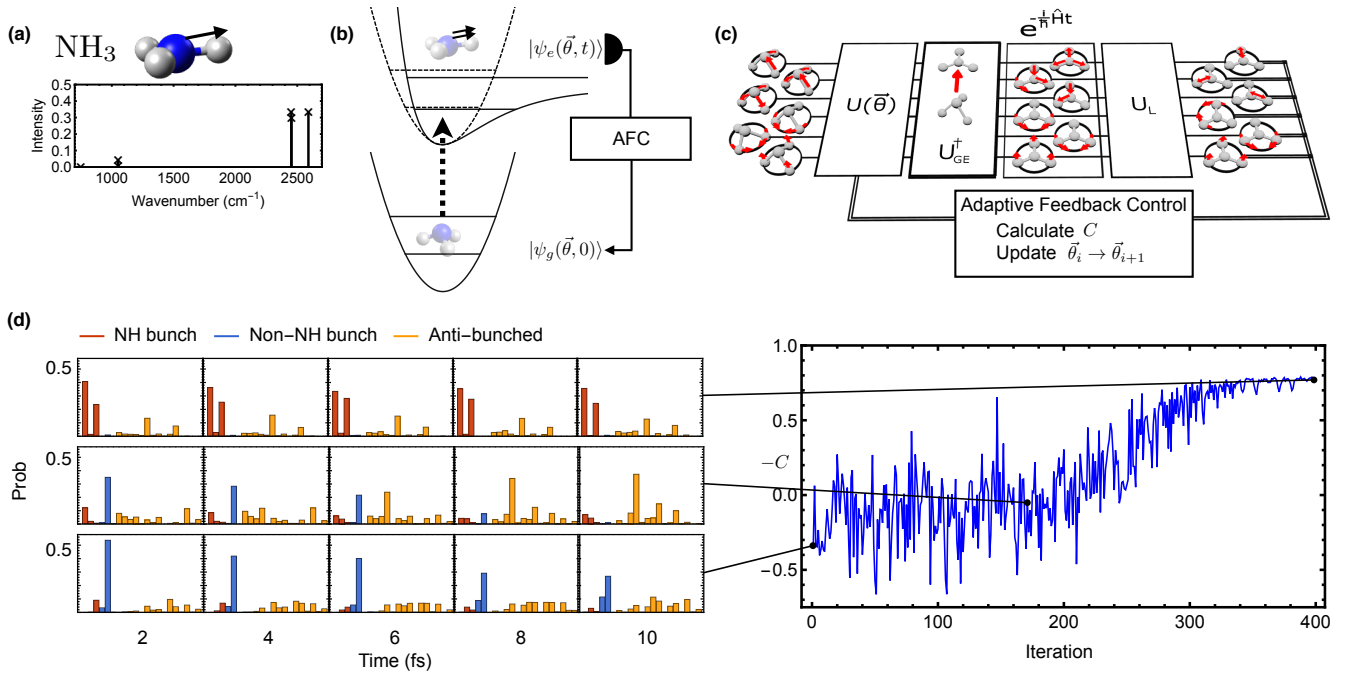 (a)
NH3
Intensity
0.5
0.4
0.3
0.2
0.1
0.0
1000 1500 2000 2500
Wavenumber (cm−1)
(b)
|ψe(θ⃗, t)⟩
AFC
|ψg(θ⃗, 0)⟩
(c)
e^{-i/ħ Ĥt}
U(θ⃗)
U†GE
UL
Adaptive Feedback Control
Calculate C
Update θ⃗i → θ⃗i+1
(d)
NH bunch Non−NH bunch Anti−bunched
0.5
0.5
0.5
Prob
2 4 6 8 10
Time (fs)
1.0
0.5
−C
0.0
−0.5
0 100 200 300 400
Iteration